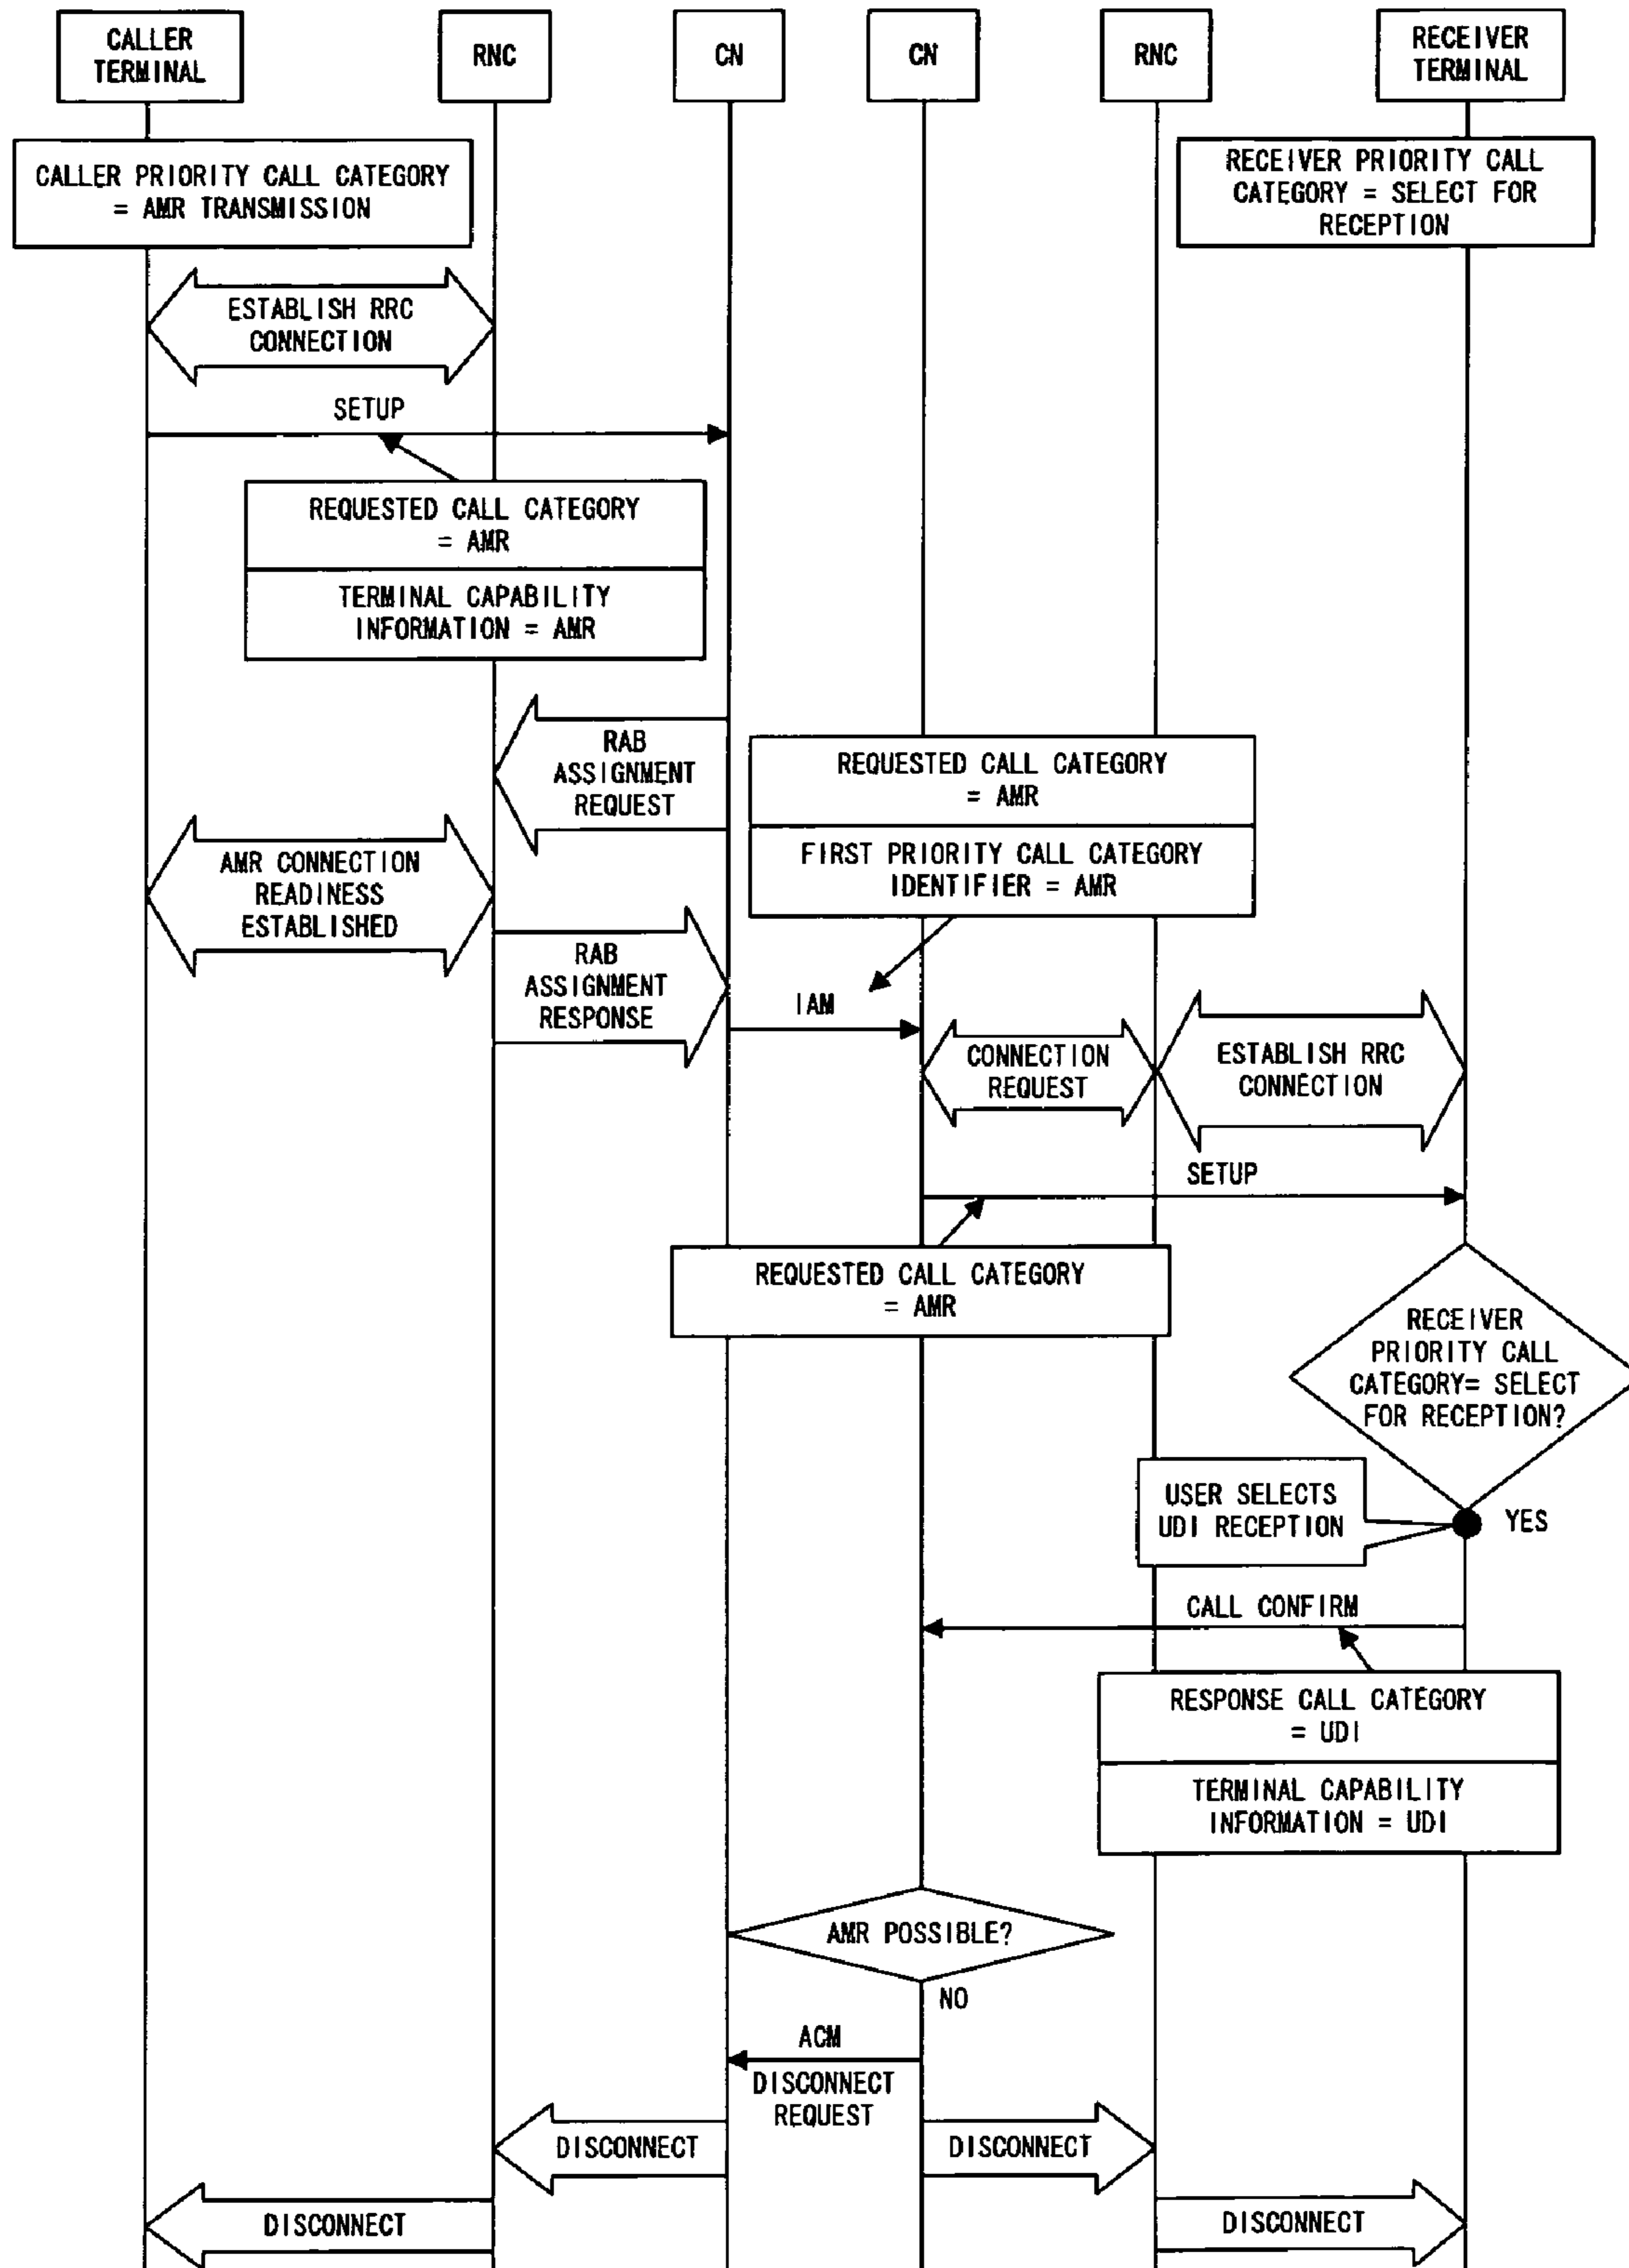 CALLER
TERMINAL
RNC
CN
CN
RNC
RECEIVER
TERMINAL
CALLER PRIORITY CALL CATEGORY
= AMR TRANSMISSION
RECEIVER PRIORITY CALL
CATEGORY = SELECT FOR
RECEPTION
ESTABLISH RRC
CONNECTION
SETUP
REQUESTED CALL CATEGORY
= AMR
TERMINAL CAPABILITY
INFORMATION = AMR
RAB
ASSIGNMENT
REQUEST
REQUESTED CALL CATEGORY
= AMR
FIRST PRIORITY CALL CATEGORY
IDENTIFIER = AMR
AMR CONNECTION
READINESS
ESTABLISHED
RAB
ASSIGNMENT
RESPONSE
IAM
CONNECTION
REQUEST
ESTABLISH RRC
CONNECTION
SETUP
REQUESTED CALL CATEGORY
= AMR
RECEIVER
PRIORITY CALL
CATEGORY= SELECT
FOR RECEPTION?
USER SELECTS
UDI RECEPTION
YES
CALL CONFIRM
RESPONSE CALL CATEGORY
= UDI
TERMINAL CAPABILITY
INFORMATION = UDI
AMR POSSIBLE?
NO
ACM
DISCONNECT
REQUEST
DISCONNECT
DISCONNECT
DISCONNECT
DISCONNECT